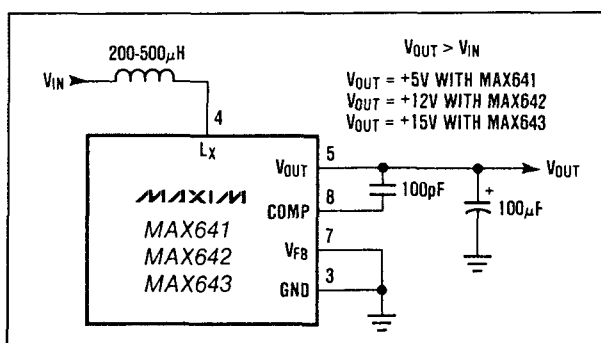 200-500µH
VIN
4
LX
VOUT > VIN
VOUT = +5V WITH MAX641
VOUT = +12V WITH MAX642
VOUT = +15V WITH MAX643
MAXIM
MAX641
MAX642
MAX643
VOUT
5
VOUT
100pF
COMP
8
+
100µF
VFB
7
GND
3